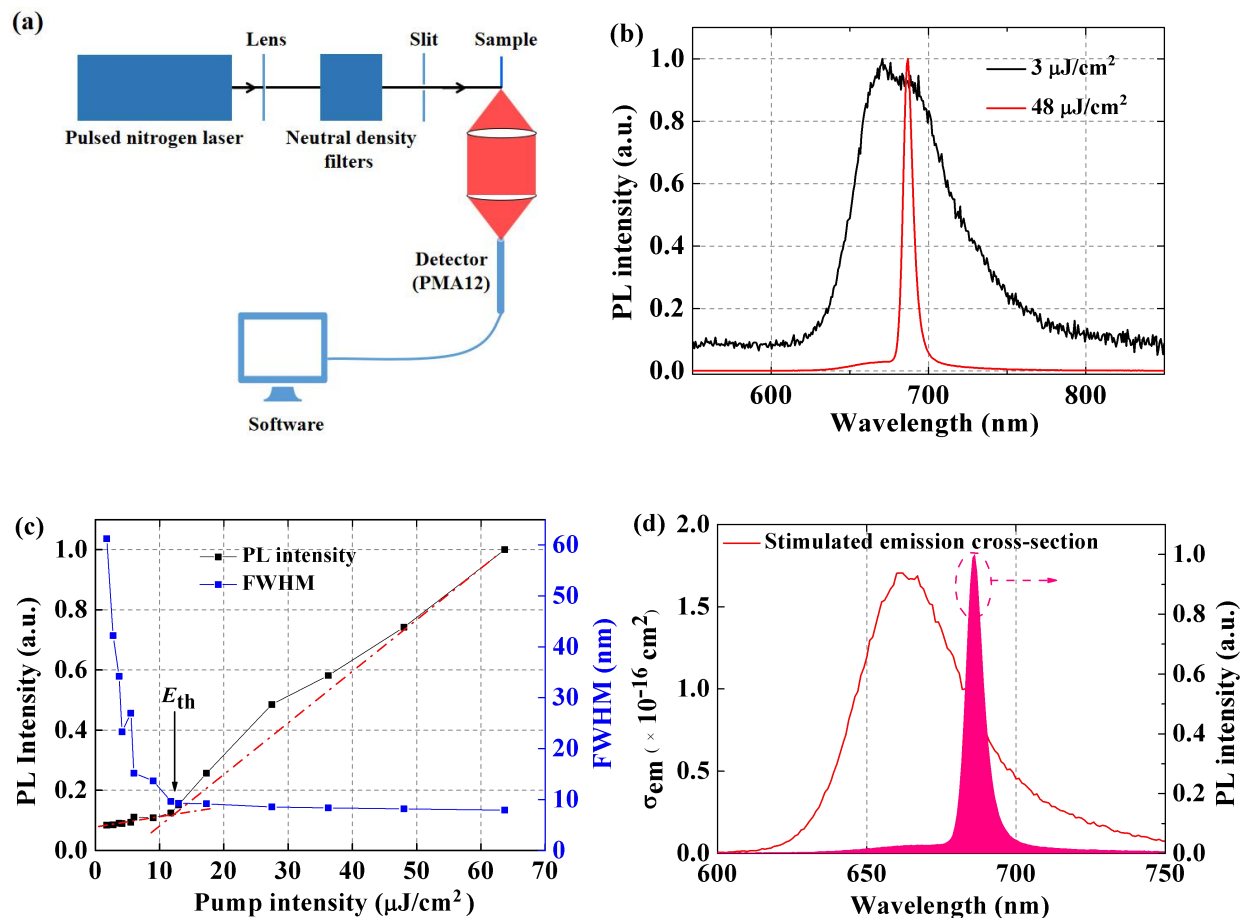 (a)
Lens
Slit
Sample
Pulsed nitrogen laser
Neutral density
filters
Detector
(PMA12)
Software
(b)
3 μJ/cm²
48 μJ/cm²
PL intensity (a.u.)
1.0
0.8
0.6
0.4
0.2
0.0
600
700
800
Wavelength (nm)
(c)
PL intensity
FWHM
Eth
PL Intensity (a.u.)
1.0
0.8
0.6
0.4
0.2
0.0
0
10
20
30
40
50
60
70
Pump intensity (μJ/cm²)
60
50
40
30
20
10
0
FWHM (nm)
(d)
Stimulated emission cross-section
σem ( × 10⁻¹⁶ cm²)
2.0
1.5
1.0
0.5
0.0
600
650
700
750
Wavelength (nm)
1.0
0.8
0.6
0.4
0.2
0.0
PL intensity (a.u.)